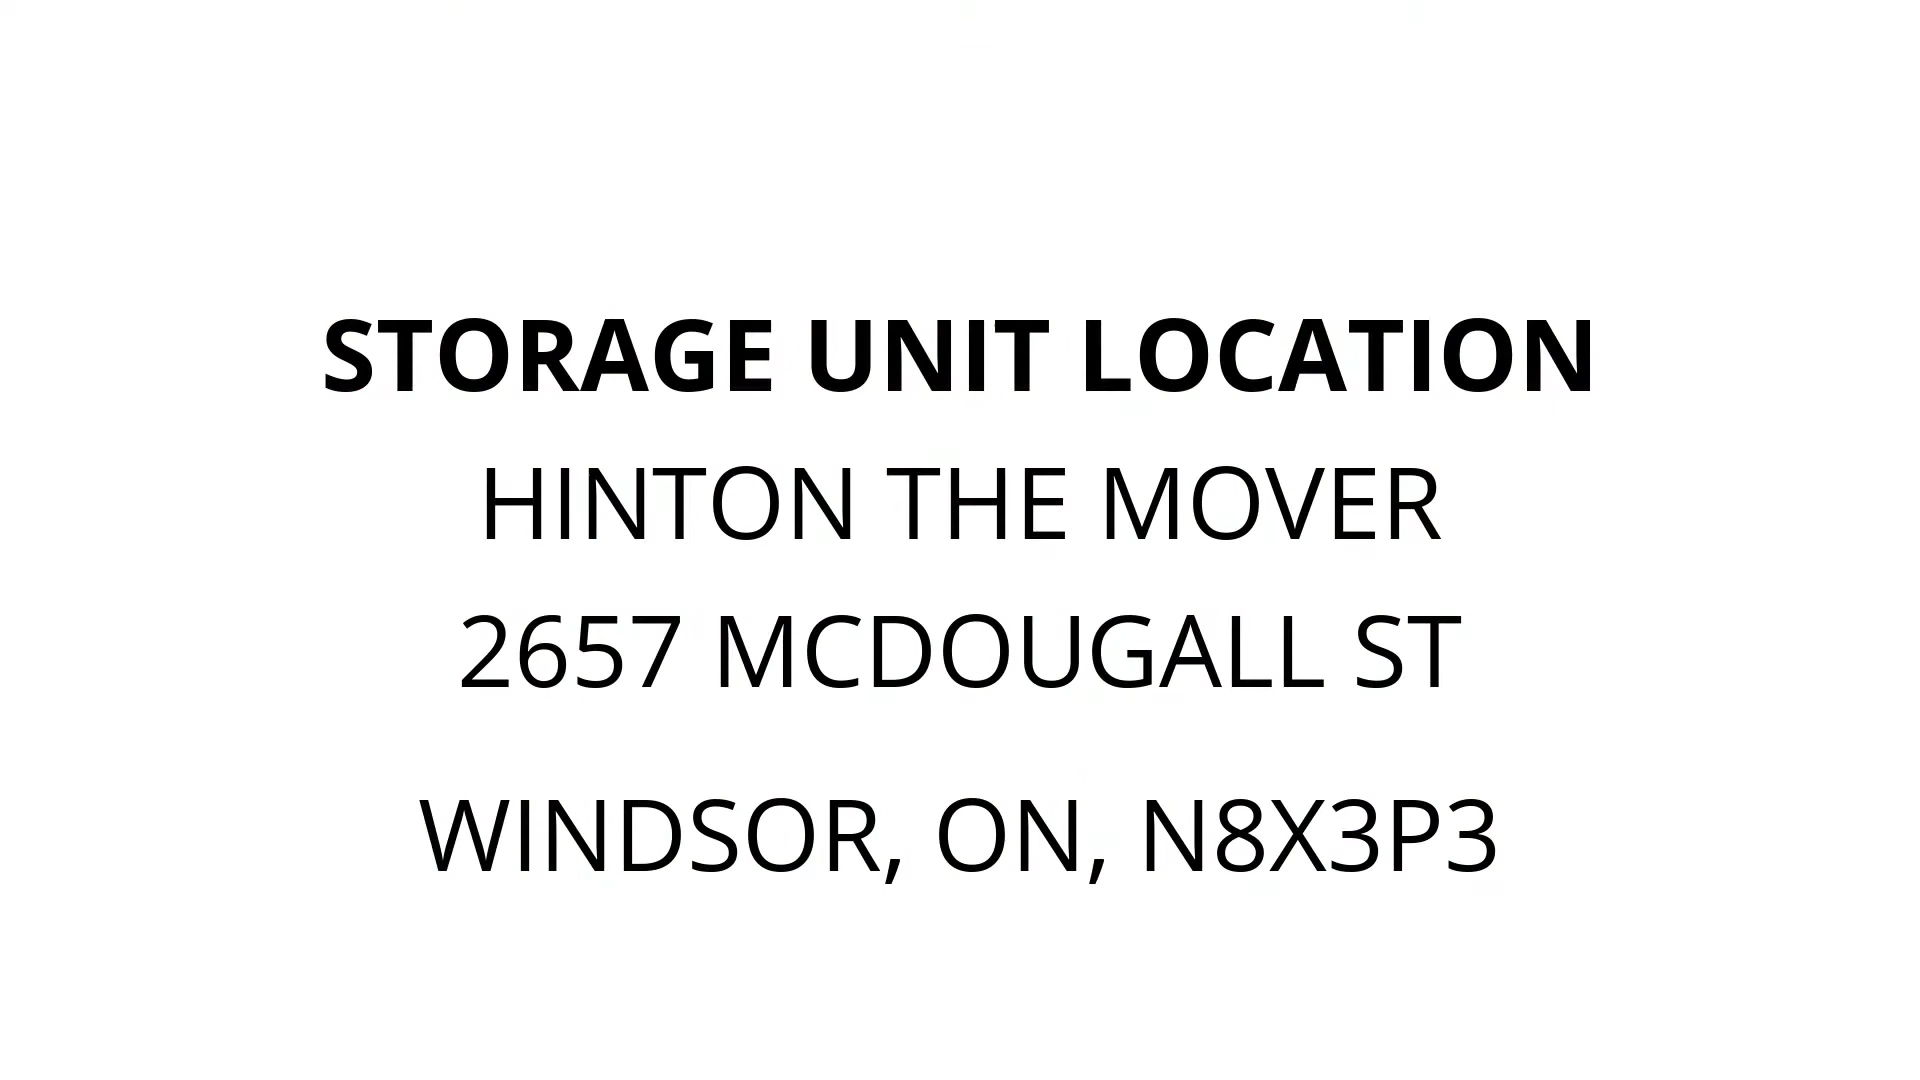 STORAGE UNIT LOCATION
HINTON THE MOVER
2657 MCDOUGALL ST
WINDSOR, ON, N8X3P3